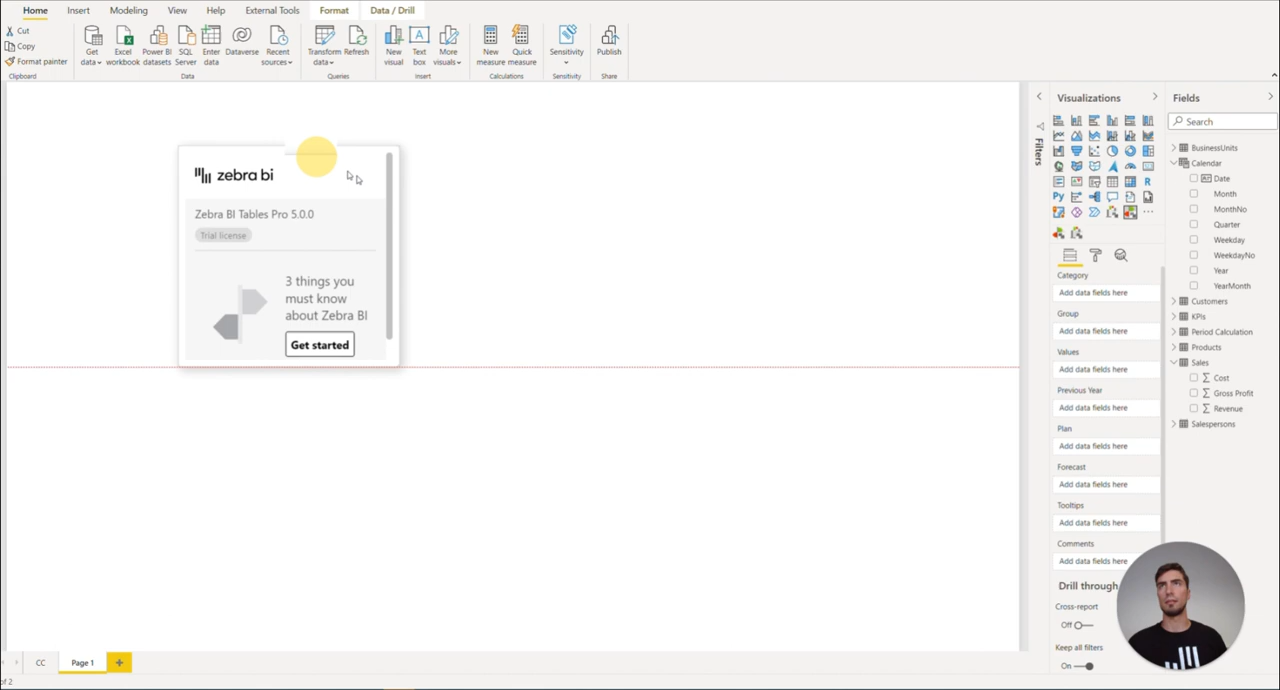 Home Insert Modeling View Help External Tools Format Data / Drill
Cut
Copy
Format painter
Clipboard
Get data
Excel workbook
Power BI datasets
SQL Server
Enter data
Dataverse
Recent sources
Data
Transform data
Refresh
Queries
New visual
Text box
More visuals
Insert
New measure
Quick measure
Calculations
Sensitivity
Sensitivity
Publish
Share
zebra bi
Zebra BI Tables Pro 5.0.0
Trial license
3 things you
must know
about Zebra BI
Get started
Filters
Visualizations
R
Py
Category
Add data fields here
Group
Add data fields here
Values
Add data fields here
Previous Year
Add data fields here
Plan
Add data fields here
Forecast
Add data fields here
Tooltips
Add data fields here
Comments
Add data fields here
Drill through
Cross-report
Off
Keep all filters
On
Fields
Search
BusinessUnits
Calendar
Date
Month
MonthNo
Quarter
Weekday
WeekdayNo
Year
YearMonth
Customers
KPIs
Period Calculation
Products
Sales
Cost
Gross Profit
Revenue
Salespersons
CC
Page 1
of 2